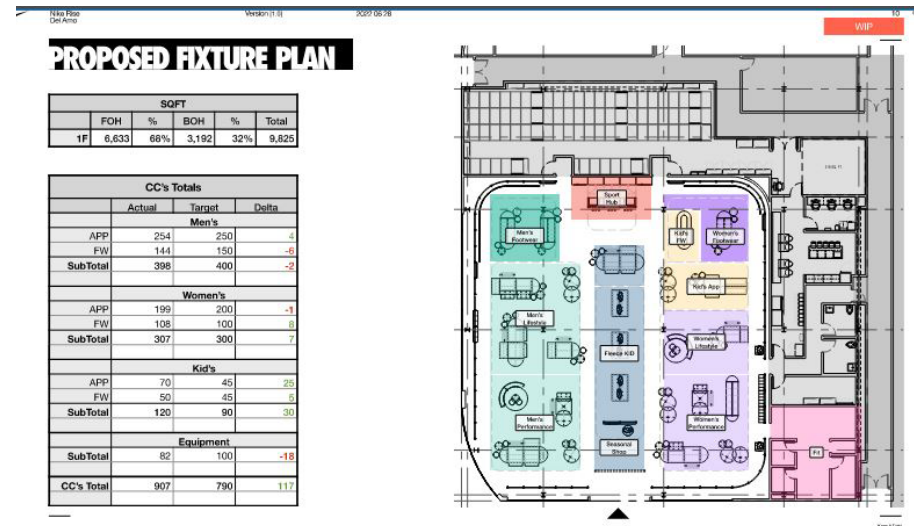 Nike Rise
Del Amo
Version (1.0)
2022 06 28
10
WIP
PROPOSED FIXTURE PLAN
SQFT
FOH % BOH % Total
1F 6,633 68% 3,192 32% 9,825
CC's Totals
Actual Target Delta
Men's
APP 254 250 4
FW 144 150 -6
SubTotal 398 400 -2
Women's
APP 199 200 -1
FW 108 100 8
SubTotal 307 300 7
Kid's
APP 70 45 25
FW 50 45 5
SubTotal 120 90 30
Equipment
SubTotal 82 100 -18
CC's Total 907 790 117
Sport
Hub
Men's
Footwear
Kid's
FW
Women's
Footwear
Kid's App
Men's
Lifestyle
Women's
Lifestyle
Fleece KID
Men's
Performance
Women's
Performance
Seasonal
Shop
Fit